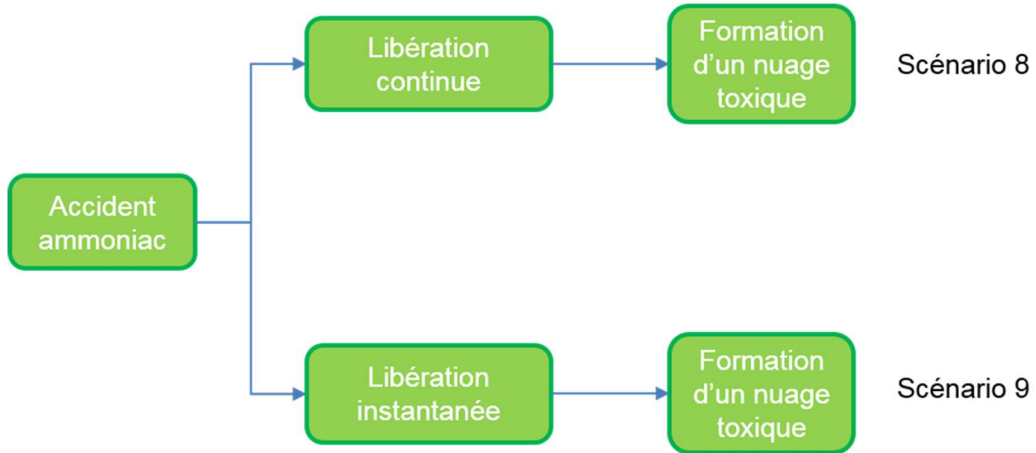 Libération
continue
Formation
d'un nuage
toxique
Scénario 8
Accident
ammoniac
Libération
instantanée
Formation
d'un nuage
toxique
Scénario 9